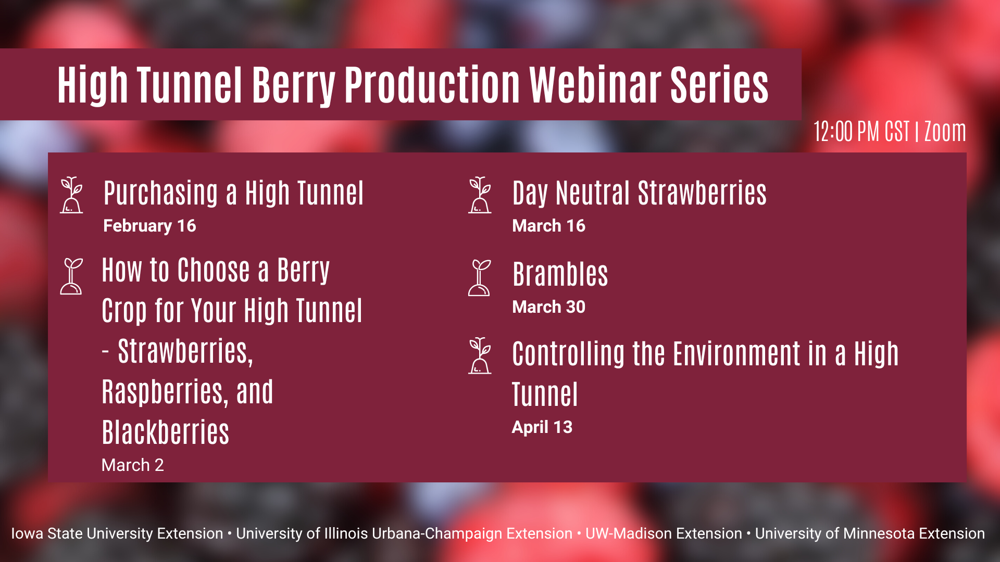 High Tunnel Berry Production Webinar Series
12:00 PM CST | Zoom
Purchasing a High Tunnel
February 16
How to Choose a Berry
Crop for Your High Tunnel
- Strawberries,
Raspberries, and
Blackberries
March 2
Day Neutral Strawberries
March 16
Brambles
March 30
Controlling the Environment in a High
Tunnel
April 13
Iowa State University Extension • University of Illinois Urbana-Champaign Extension • UW-Madison Extension • University of Minnesota Extension